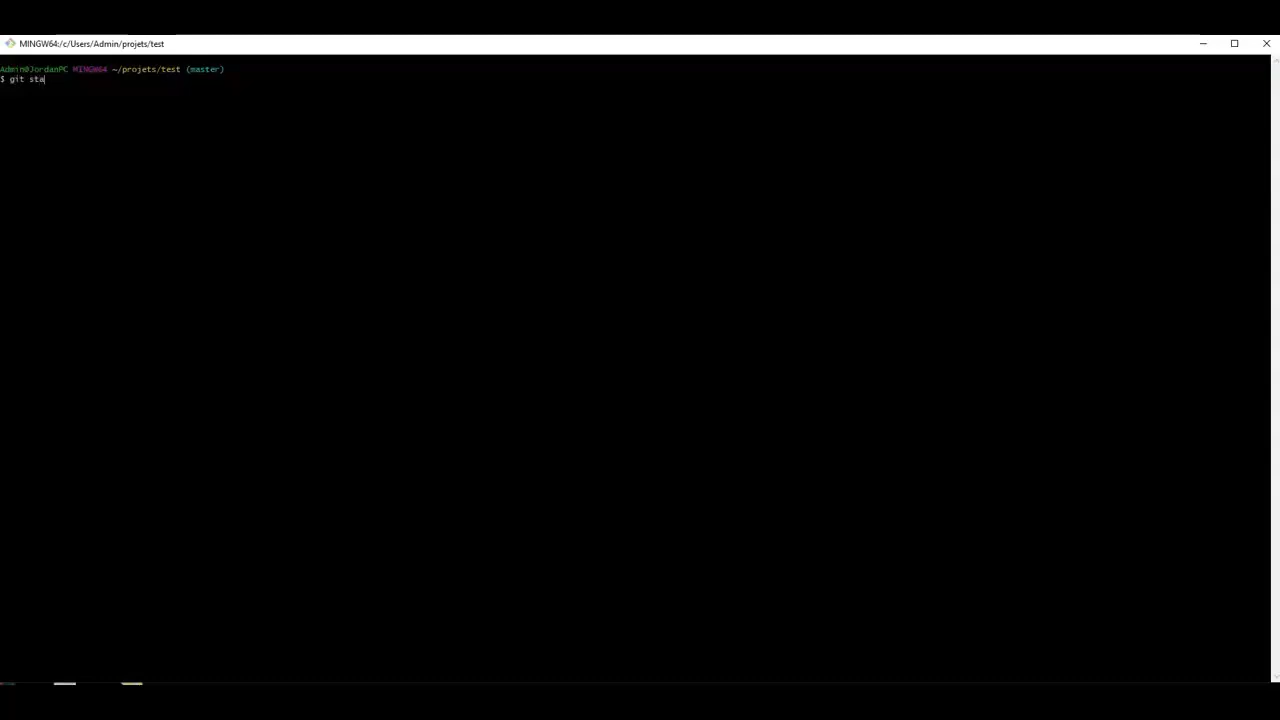 MINGW64:/c/Users/Admin/projets/test
Admin@JordanPC MINGW64 ~/projets/test (master)
$ git sta